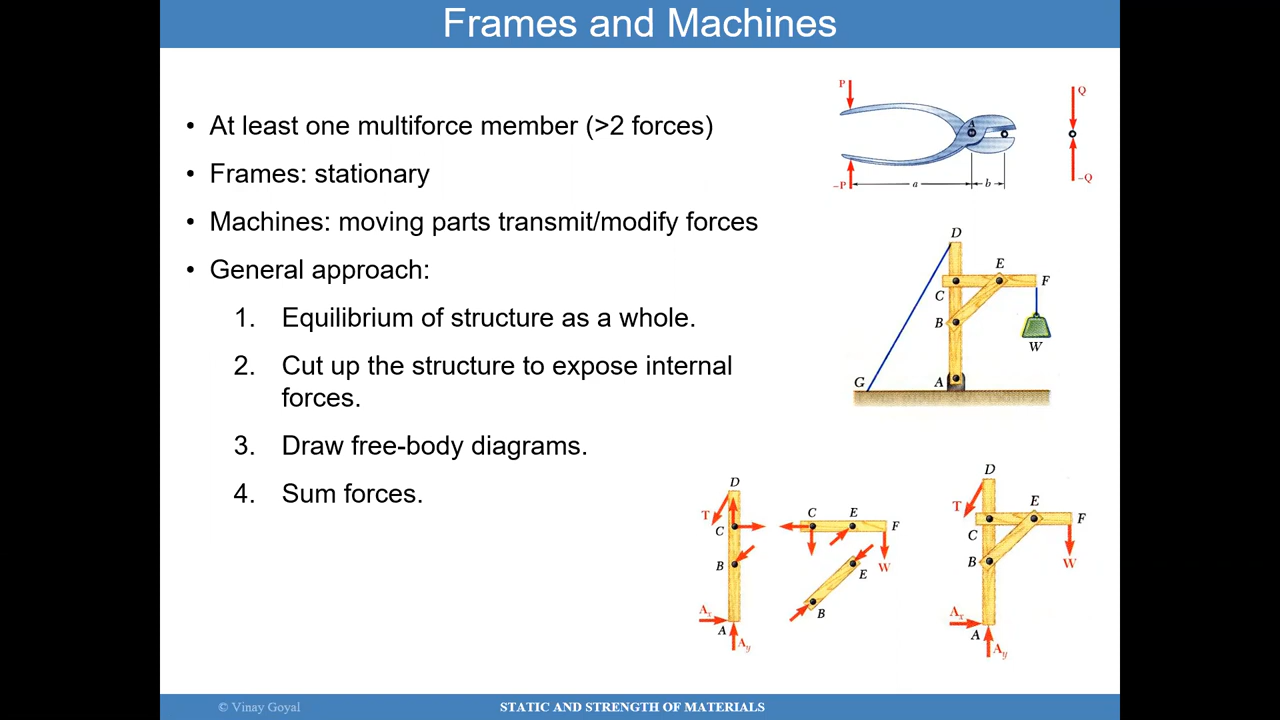 Frames and Machines
• At least one multiforce member (>2 forces)
• Frames: stationary
• Machines: moving parts transmit/modify forces
• General approach:
1. Equilibrium of structure as a whole.
2. Cut up the structure to expose internal
forces.
3. Draw free-body diagrams.
4. Sum forces.
P
Q
A
-P
a
b
-Q
D
E
F
C
B
W
G
A
D
T
C
B
Ax
A
Ay
C
E
F
W
E
B
D
E
T
F
C
B
W
Ax
A
Ay
© Vinay Goyal
STATIC AND STRENGTH OF MATERIALS